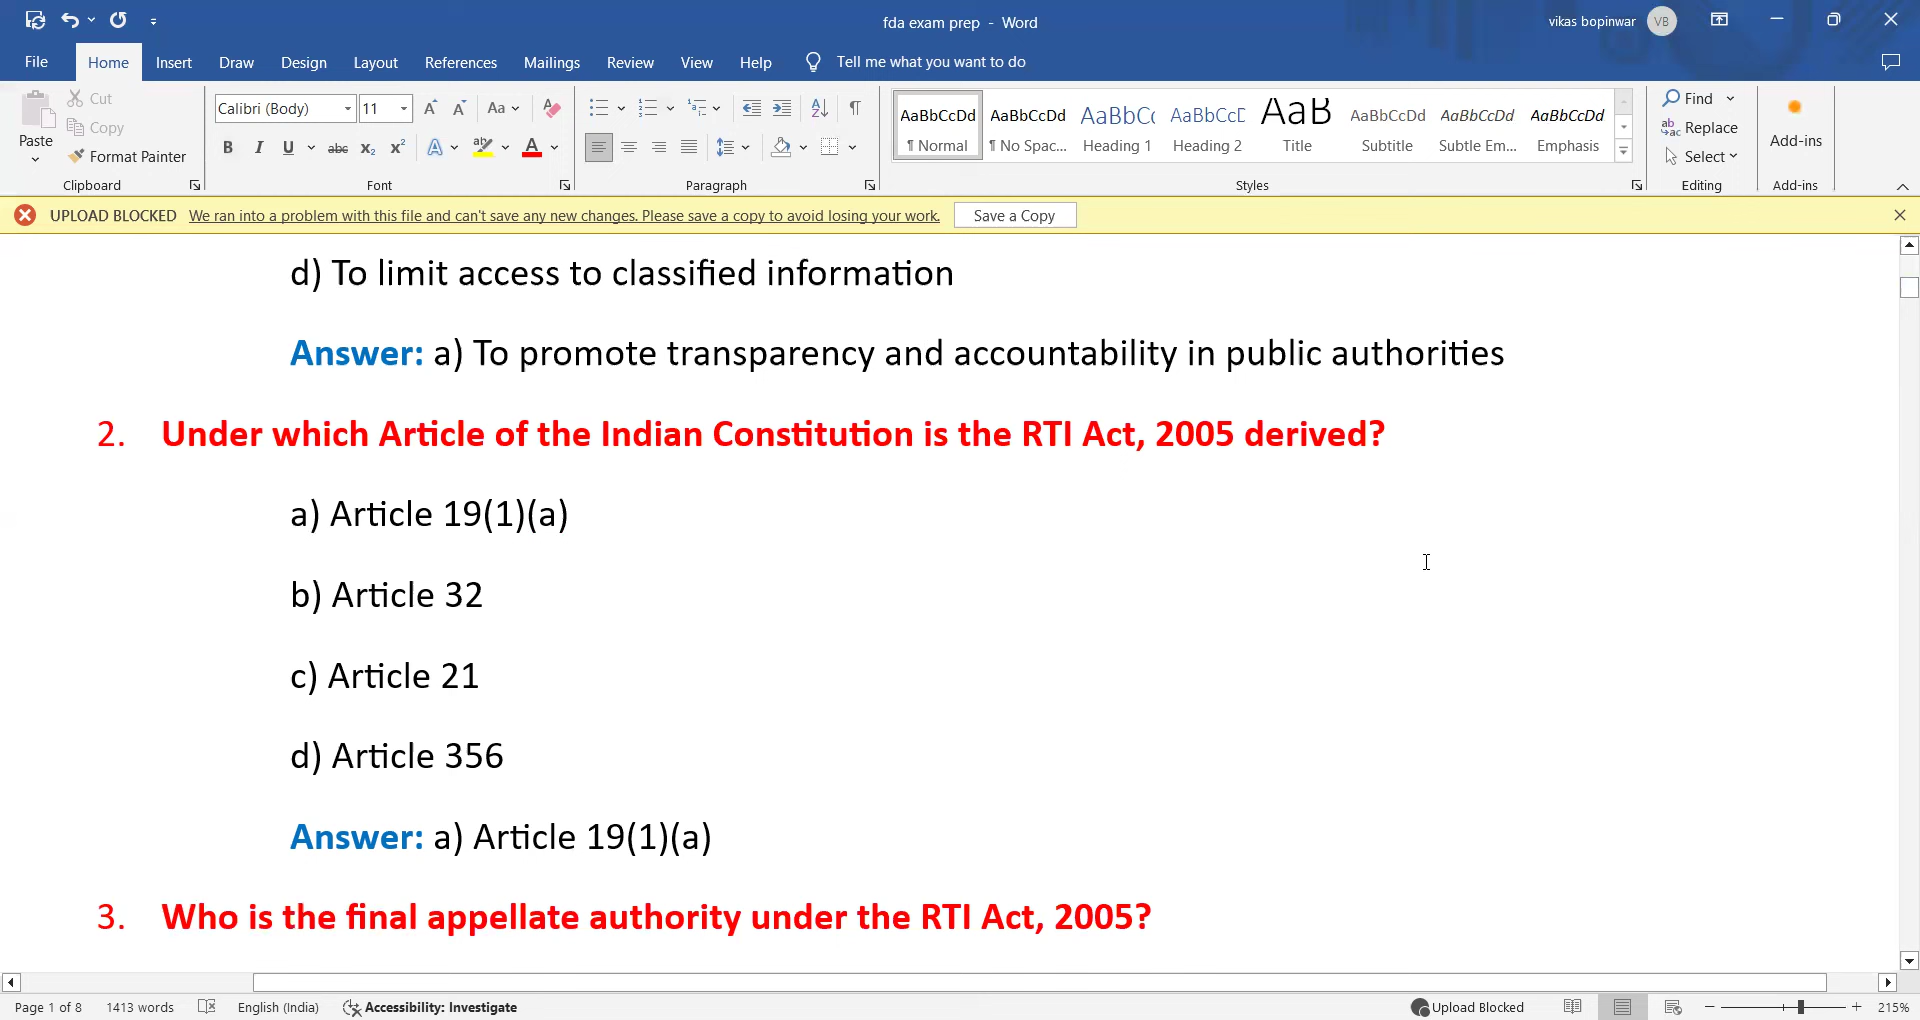 fda exam prep - Word
vikas bopinwar VB
File Home Insert Draw Design Layout References Mailings Review View Help Tell me what you want to do
Paste Cut Copy Format Painter Clipboard
Calibri (Body) 11 Aa B I U abc x₂ x² A A Font
Paragraph
AaBbCcDd AaBbCcDd AaBbCc AaBbCcE AaB AaBbCcDd AaBbCcDd AaBbCcDd
¶ Normal ¶ No Spac... Heading 1 Heading 2 Title Subtitle Subtle Em... Emphasis
Styles
Find Replace Select Editing
Add-ins
Add-ins
UPLOAD BLOCKED We ran into a problem with this file and can't save any new changes. Please save a copy to avoid losing your work. Save a Copy
d) To limit access to classified information
Answer: a) To promote transparency and accountability in public authorities
2. Under which Article of the Indian Constitution is the RTI Act, 2005 derived?
a) Article 19(1)(a)
b) Article 32
c) Article 21
d) Article 356
Answer: a) Article 19(1)(a)
3. Who is the final appellate authority under the RTI Act, 2005?
Page 1 of 8 1413 words English (India) Accessibility: Investigate Upload Blocked 215%